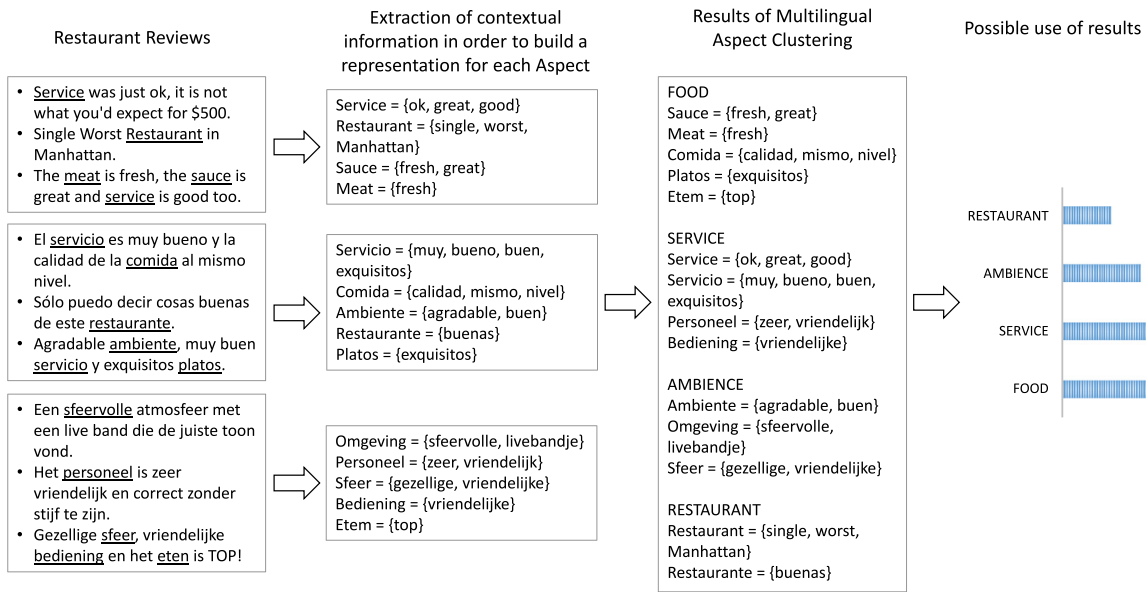 Restaurant Reviews
• Service was just ok, it is not
what you'd expect for $500.
• Single Worst Restaurant in
Manhattan.
• The meat is fresh, the sauce is
great and service is good too.
• El servicio es muy bueno y la
calidad de la comida al mismo
nivel.
• Sólo puedo decir cosas buenas
de este restaurante.
• Agradable ambiente, muy buen
servicio y exquisitos platos.
• Een sfeervolle atmosfeer met
een live band die de juiste toon
vond.
• Het personeel is zeer
vriendelijk en correct zonder
stijf te zijn.
• Gezellige sfeer, vriendelijke
bediening en het eten is TOP!
Extraction of contextual
information in order to build a
representation for each Aspect
Service = {ok, great, good}
Restaurant = {single, worst,
Manhattan}
Sauce = {fresh, great}
Meat = {fresh}
Servicio = {muy, bueno, buen,
exquisitos}
Comida = {calidad, mismo, nivel}
Ambiente = {agradable, buen}
Restaurante = {buenas}
Platos = {exquisitos}
Omgeving = {sfeervolle, livebandje}
Personeel = {zeer, vriendelijk}
Sfeer = {gezellige, vriendelijke}
Bediening = {vriendelijke}
Etem = {top}
Results of Multilingual
Aspect Clustering
FOOD
Sauce = {fresh, great}
Meat = {fresh}
Comida = {calidad, mismo, nivel}
Platos = {exquisitos}
Etem = {top}
SERVICE
Service = {ok, great, good}
Servicio = {muy, bueno, buen,
exquisitos}
Personeel = {zeer, vriendelijk}
Bediening = {vriendelijke}
AMBIENCE
Ambiente = {agradable, buen}
Omgeving = {sfeervolle,
livebandje}
Sfeer = {gezellige, vriendelijke}
RESTAURANT
Restaurant = {single, worst,
Manhattan}
Restaurante = {buenas}
Possible use of results
RESTAURANT
AMBIENCE
SERVICE
FOOD